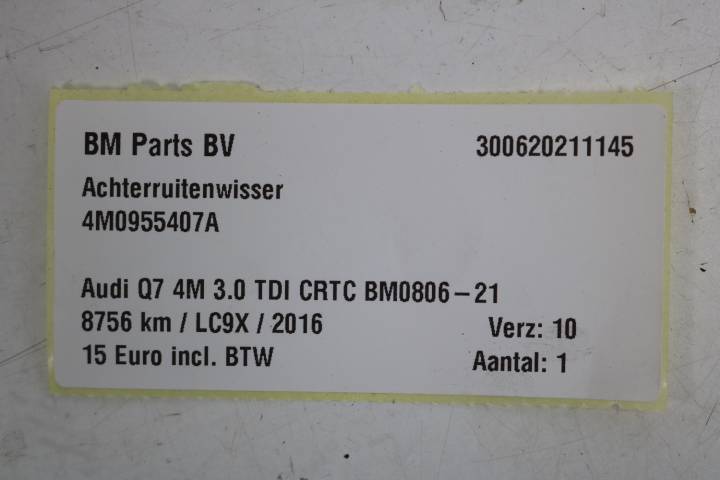 BM Parts BV 300620211145
Achterruitenwisser
4M0955407A
Audi Q7 4M 3.0 TDI CRTC BM0806-21
8756 km / LC9X / 2016 Verz: 10
15 Euro incl. BTW Aantal: 1